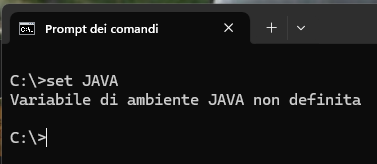 Prompt dei comandi
C:\>set JAVA
Variabile di ambiente JAVA non definita
C:\>